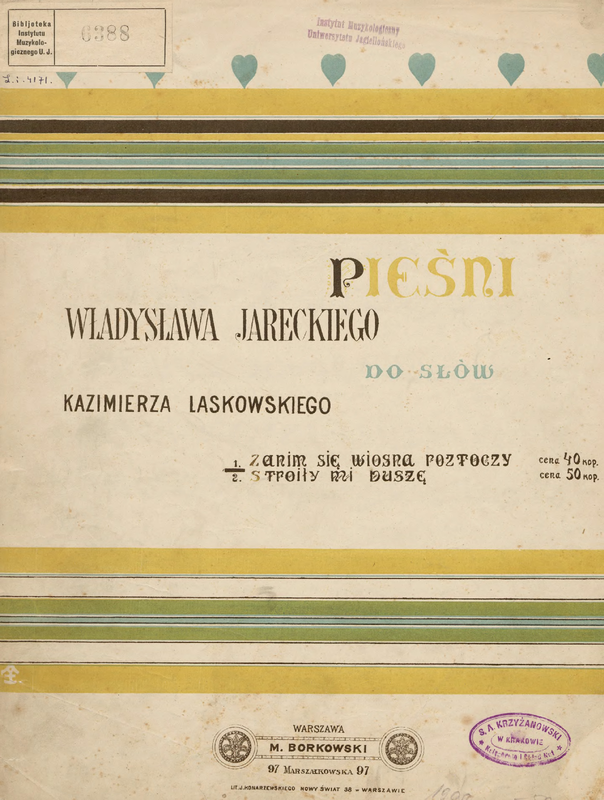 Bibljoteka
Instytutu
Muzykolo-
gicznego U. J.
6388
Instytut Muzykologiczny
Uniwersytetu Jagiellońskiego
PIEŚNI
WŁADYSŁAWA JARECKIEGO
DO SŁÓW
KAZIMIERZA LASKOWSKIEGO
1. ZANIM SIĘ WIOSNA ROZTOCZY cena 40 kop.
2. STROIŁY MI DUSZĘ cena 50 kop.
WARSZAWA
M. BORKOWSKI
97 MARSZAŁKOWSKA 97
LIT. J. KONARZEWSKIEGO NOWY ŚWIAT 38 - WARSZAWIE
S. A. KRZYŻANOWSKI
W KRAKOWIE